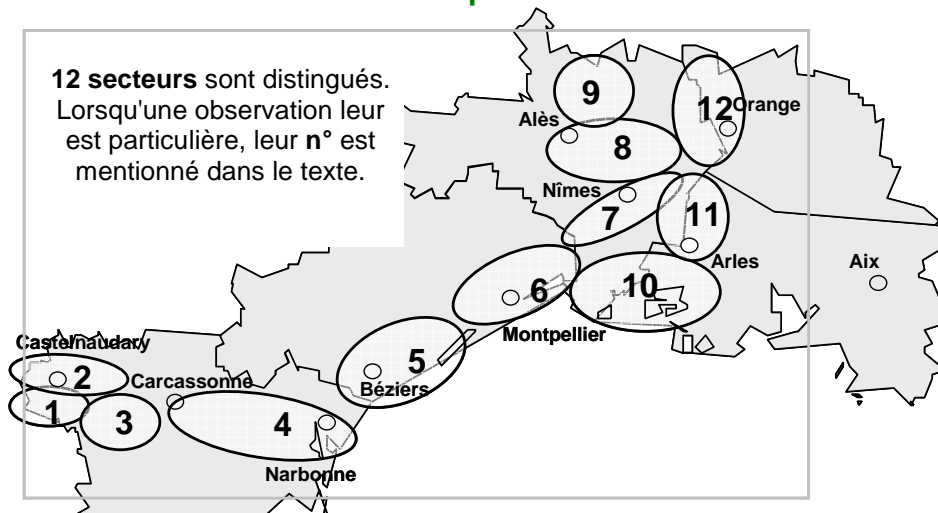 12 secteurs sont distingués.
Lorsqu'une observation leur
est particulière, leur n° est
mentionné dans le texte.
9
12
Orange
Alès
8
Nîmes
7
11
Arles
Aix
6
10
Montpellier
Castelnaudary
5
2
Carcassonne
Béziers
1
3
4
Narbonne